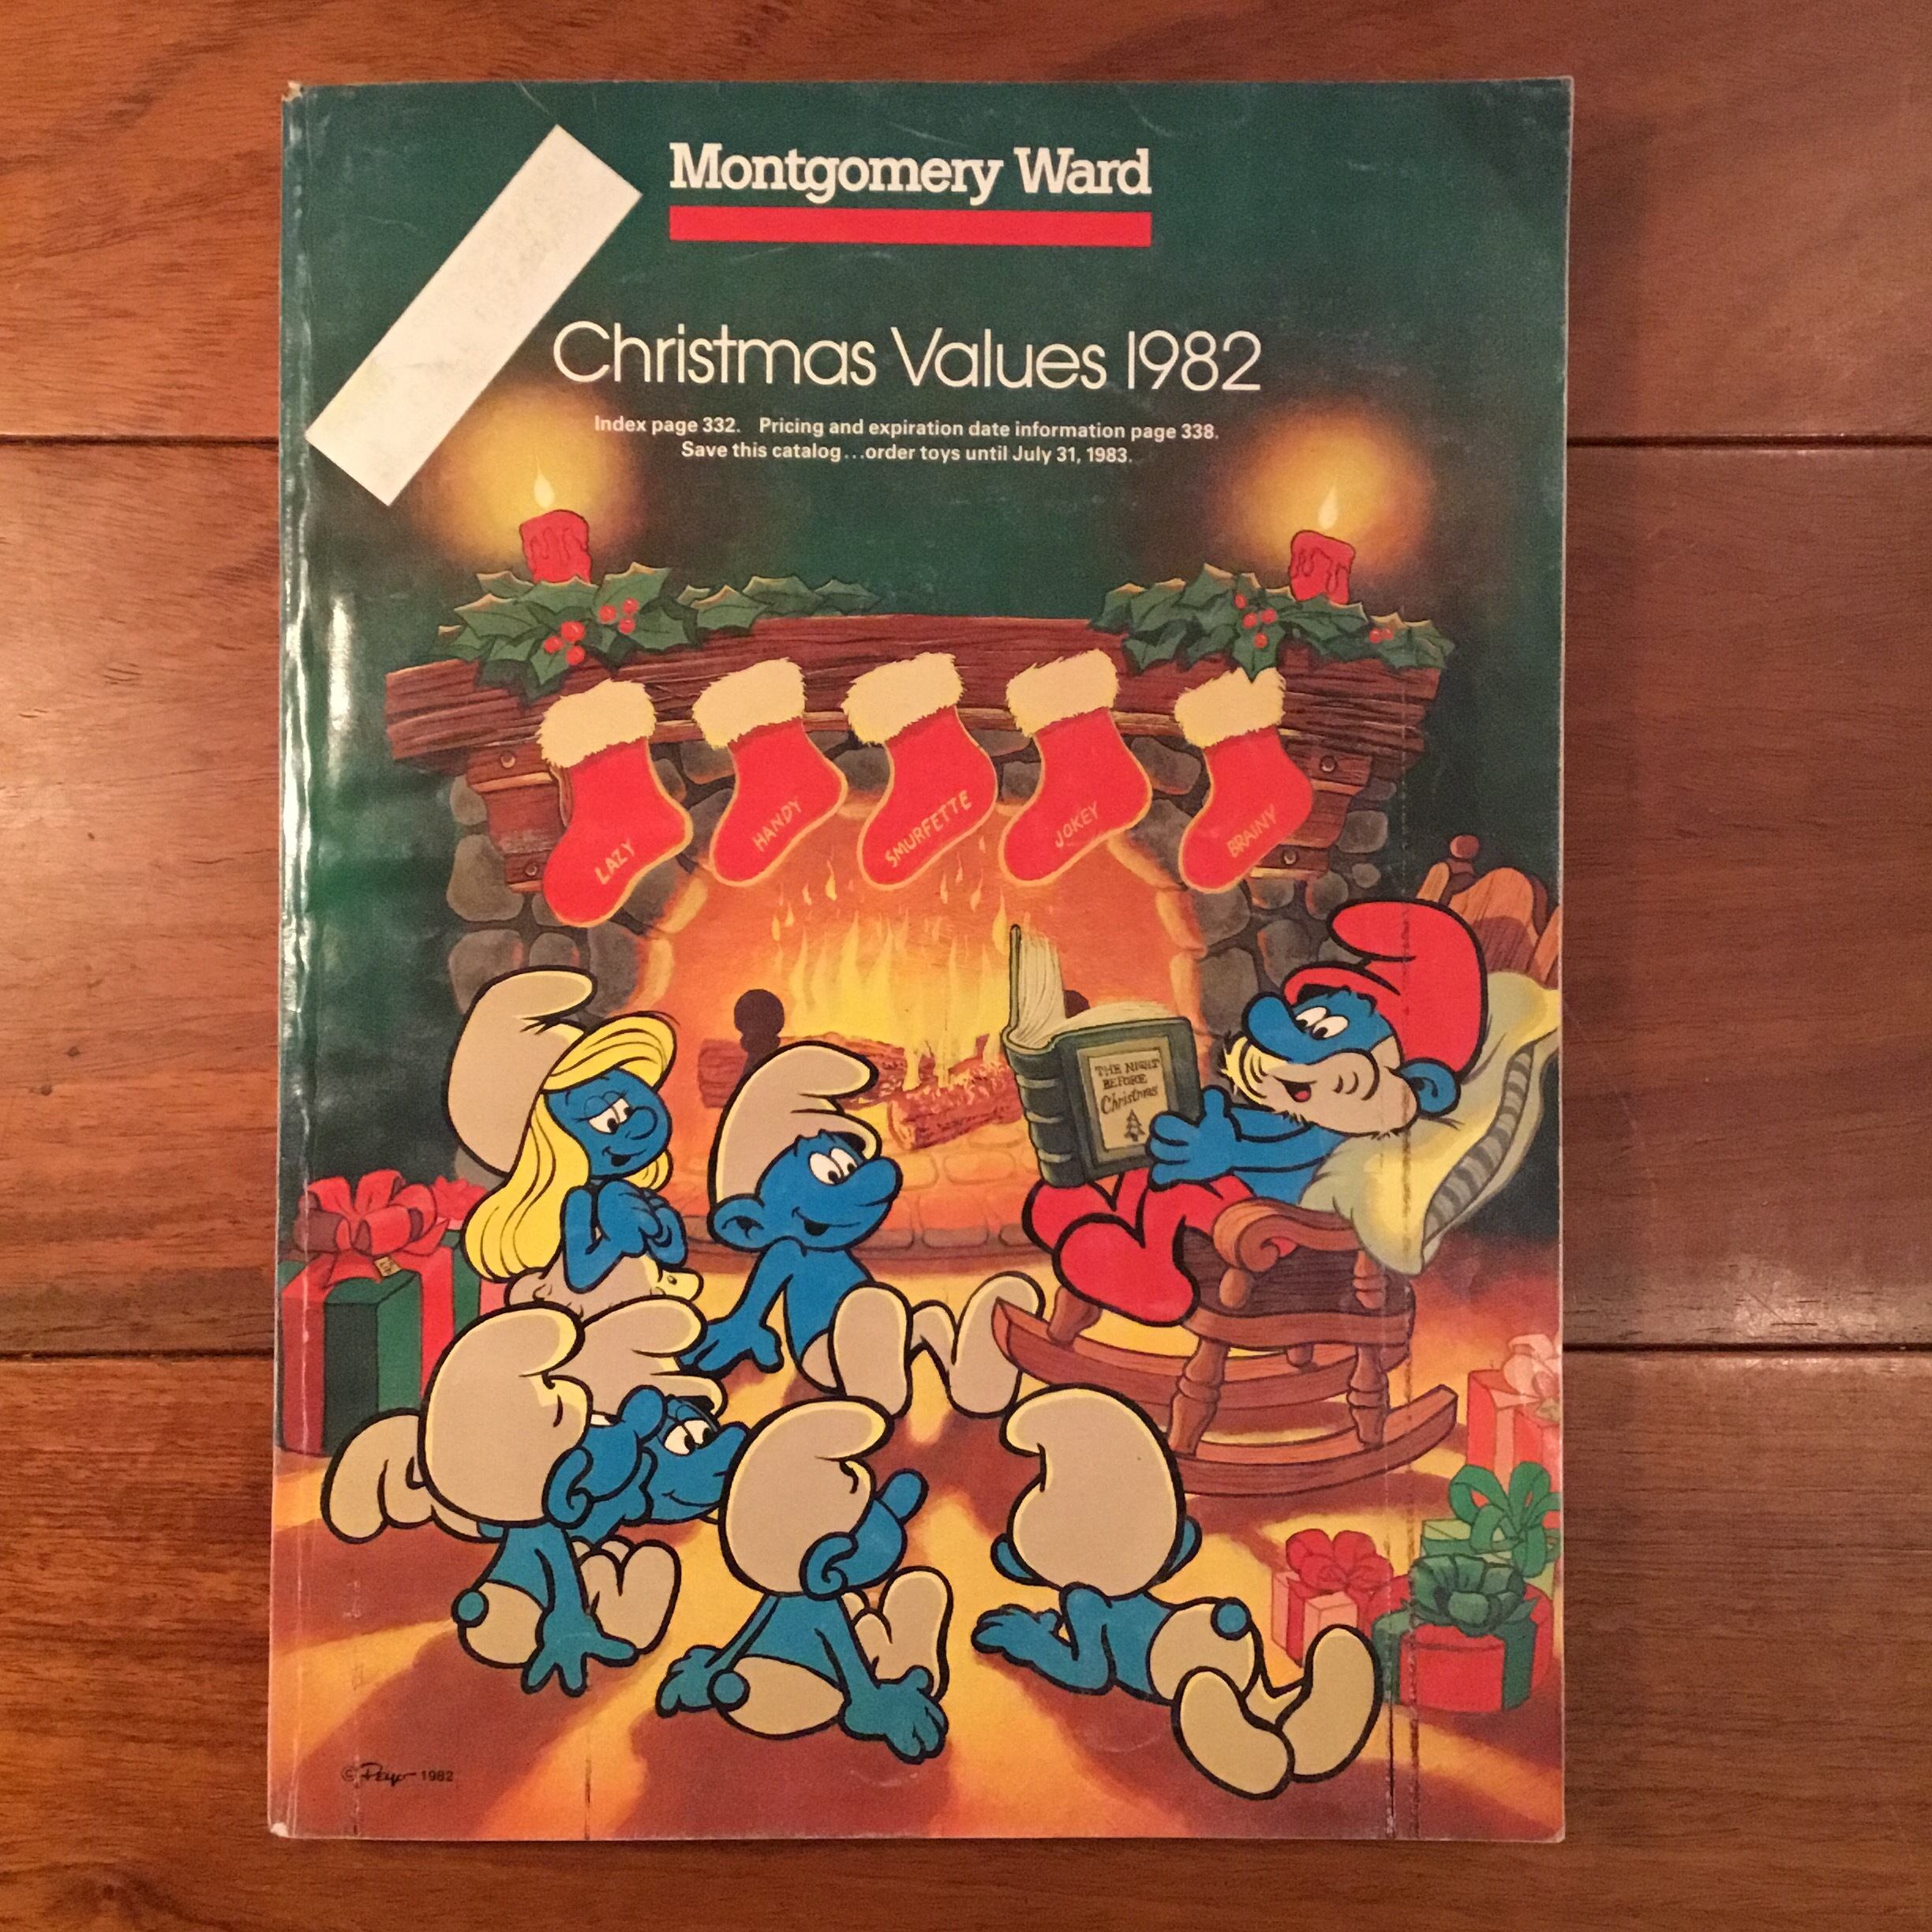 Montgomery Ward
Christmas Values 1982
Index page 332. Pricing and expiration date information page 338.
Save this catalog...order toys until July 31, 1983.
LAZY
HANDY
SMURFETTE
JOKEY
BRAINY
THE NIGHT
BEFORE
Christmas
© Peyo 1982